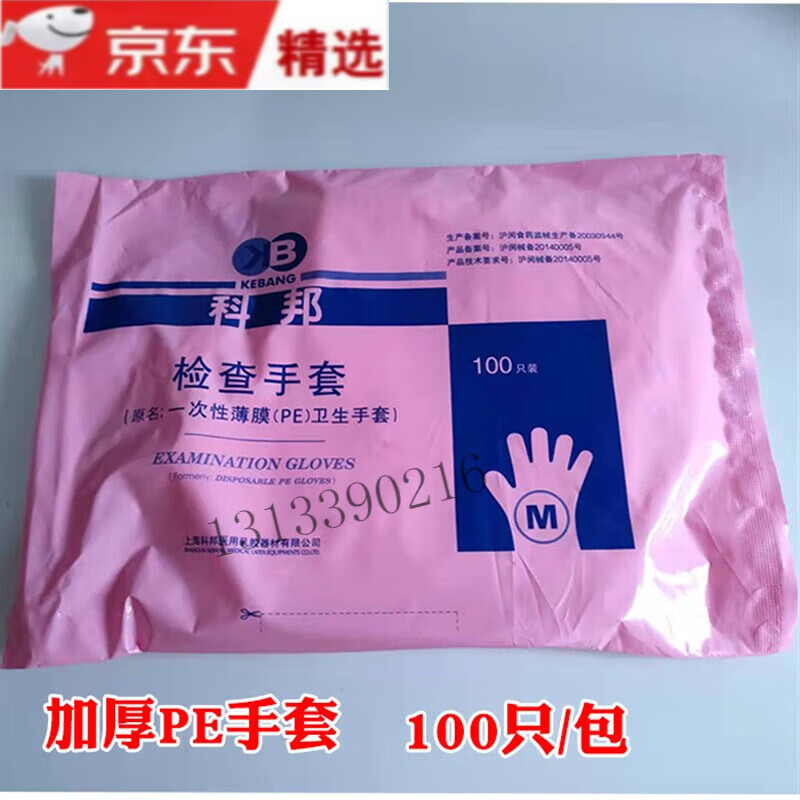 京东 精选
KB
KEBANG
科邦
生产备案号：沪闵食药监械生产备20030944号
产品备案号：沪闵械备20140005号
产品技术要求号：沪闵械备20140005号
检查手套
(原名:一次性薄膜(PE)卫生手套)
EXAMINATION GLOVES
(Formerly: DISPOSABLE PE GLOVES)
100只装
M
1313390216
上海科邦医用乳胶器材有限公司
加厚PE手套 100只/包